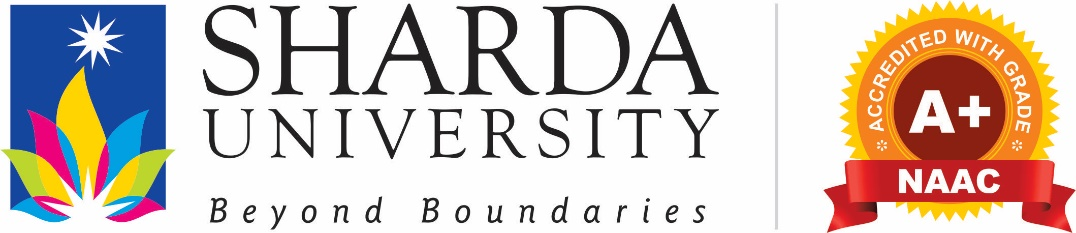 SHARDA
UNIVERSITY
Beyond Boundaries
ACCREDITED WITH GRADE
A+
NAAC